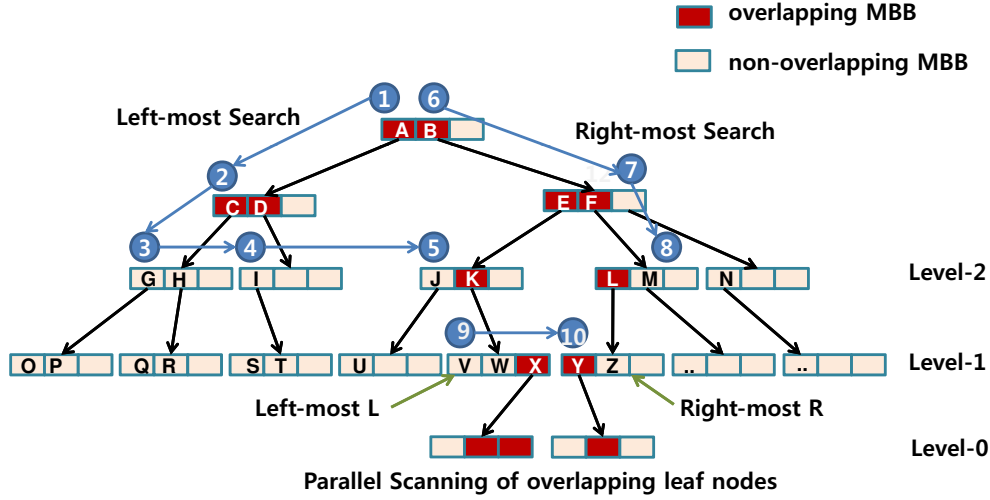 overlapping MBB
non-overlapping MBB
1 6
Left-most Search
Right-most Search
A B
2 7
C D
E F
3 4 5 8
G H I J K L M N
Level-2
9 10
O P Q R S T U V W X Y Z .. ..
Level-1
Left-most L
Right-most R
Level-0
Parallel Scanning of overlapping leaf nodes